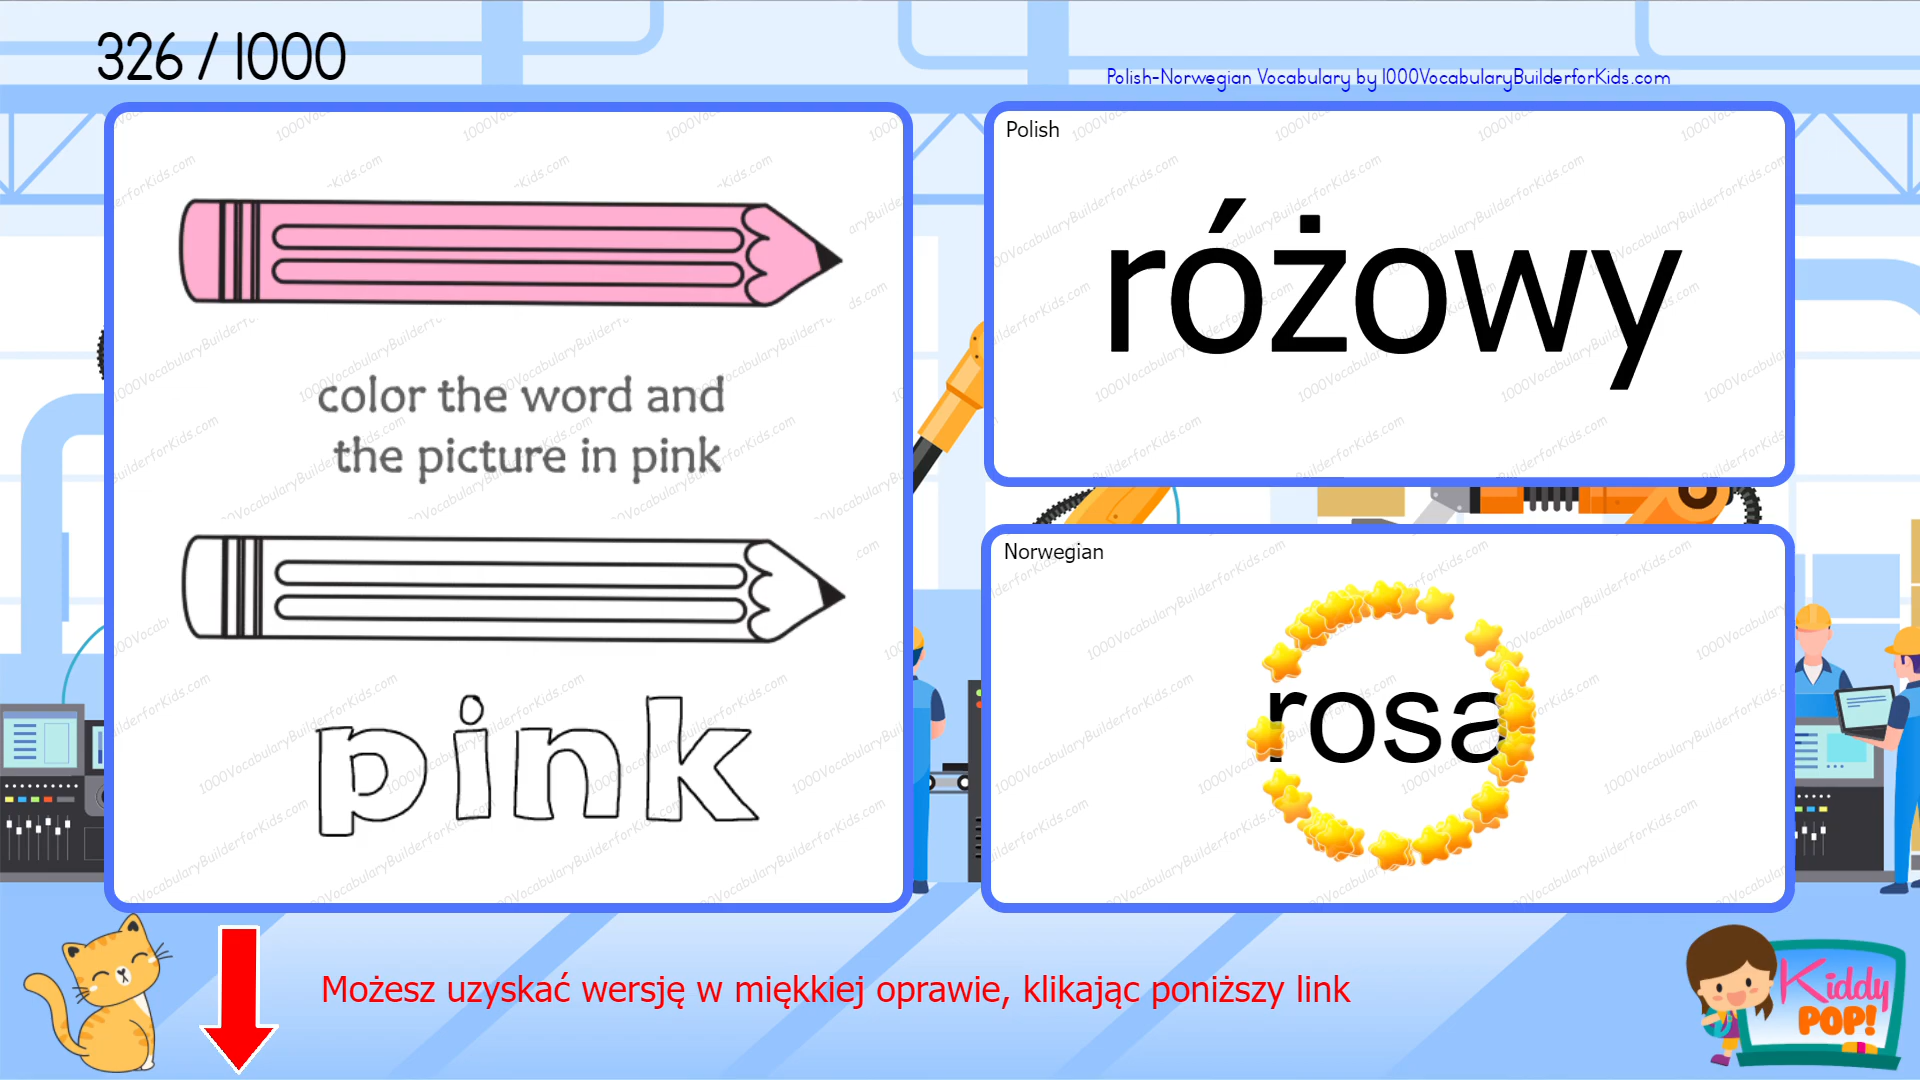 326 / 1000
Polish-Norwegian Vocabulary by 1000VocabularyBuilderforKids.com
color the word and
the picture in pink
pink
Polish
różowy
Norwegian
rosa
Możesz uzyskać wersję w miękkiej oprawie, klikając poniższy link
Kiddy
POP!